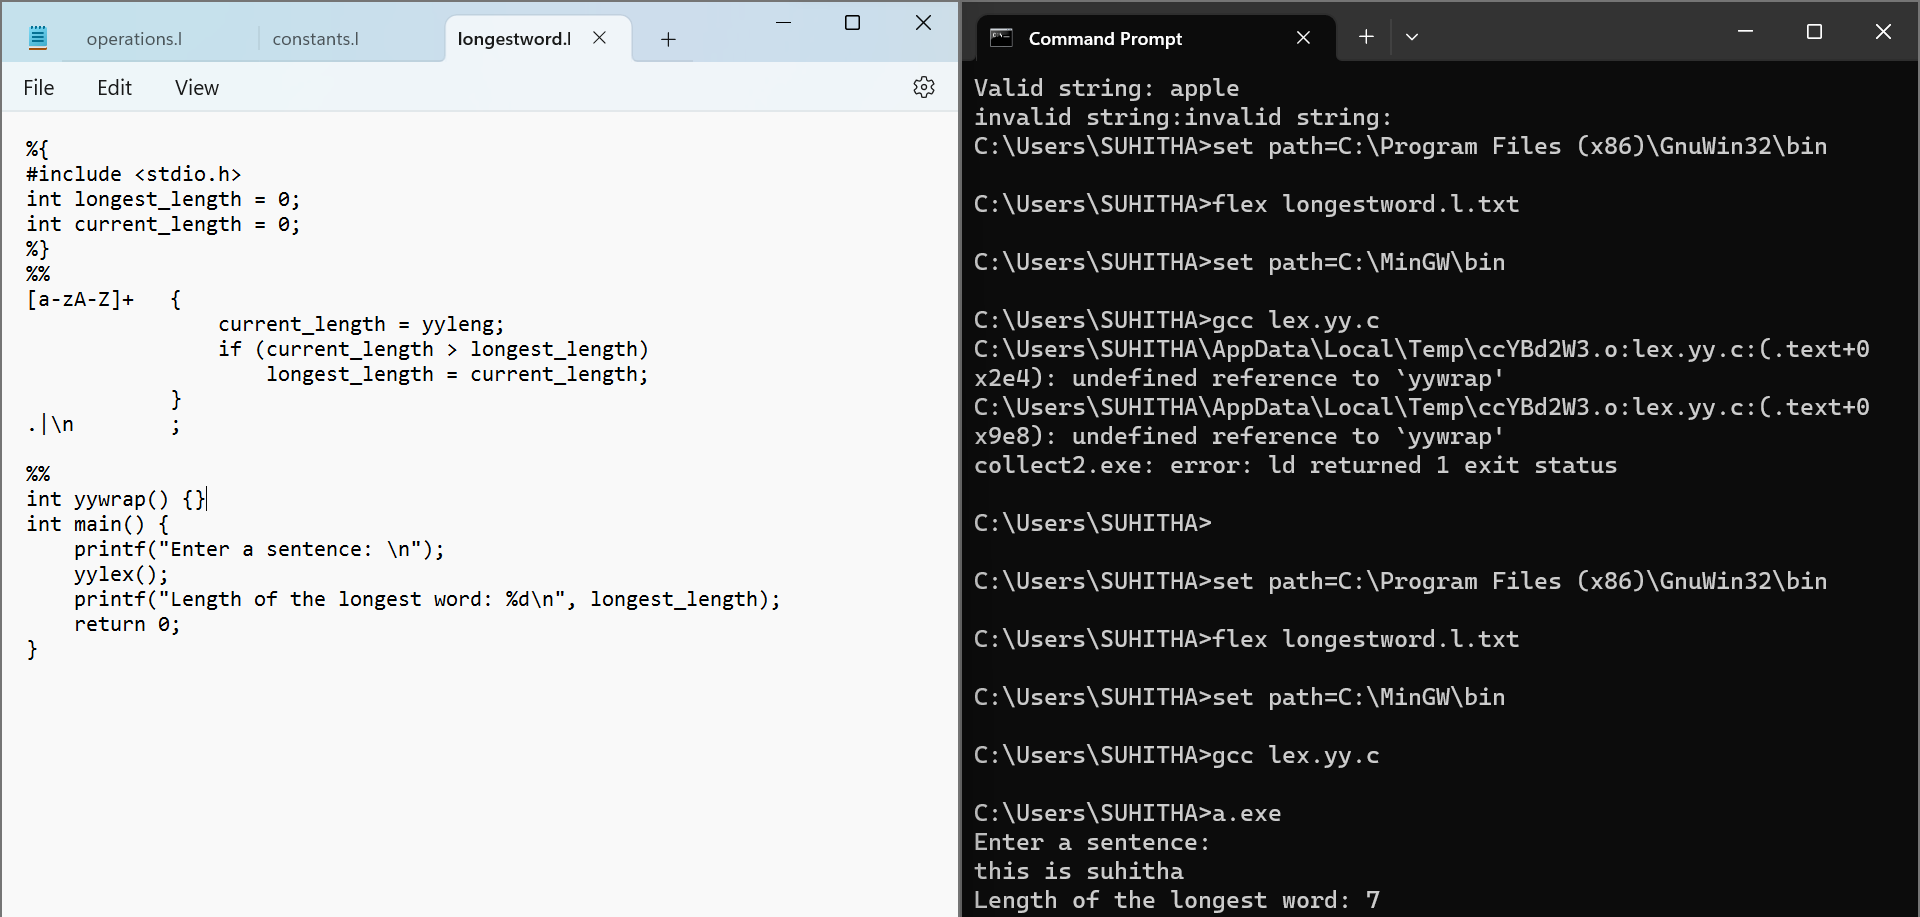 operations.l
constants.l
longestword.l
File Edit View
%{
#include <stdio.h>
int longest_length = 0;
int current_length = 0;
%}
%%
[a-zA-Z]+   {
                current_length = yyleng;
                if (current_length > longest_length)
                    longest_length = current_length;
            }
.|\n        ;
%%
int yywrap() {}
int main() {
    printf("Enter a sentence: \n");
    yylex();
    printf("Length of the longest word: %d\n", longest_length);
    return 0;
}
Command Prompt
Valid string: apple
invalid string:invalid string:
C:\Users\SUHITHA>set path=C:\Program Files (x86)\GnuWin32\bin
C:\Users\SUHITHA>flex longestword.l.txt
C:\Users\SUHITHA>set path=C:\MinGW\bin
C:\Users\SUHITHA>gcc lex.yy.c
C:\Users\SUHITHA\AppData\Local\Temp\ccYBd2W3.o:lex.yy.c:(.text+0
x2e4): undefined reference to `yywrap'
C:\Users\SUHITHA\AppData\Local\Temp\ccYBd2W3.o:lex.yy.c:(.text+0
x9e8): undefined reference to `yywrap'
collect2.exe: error: ld returned 1 exit status
C:\Users\SUHITHA>
C:\Users\SUHITHA>set path=C:\Program Files (x86)\GnuWin32\bin
C:\Users\SUHITHA>flex longestword.l.txt
C:\Users\SUHITHA>set path=C:\MinGW\bin
C:\Users\SUHITHA>gcc lex.yy.c
C:\Users\SUHITHA>a.exe
Enter a sentence:
this is suhitha
Length of the longest word: 7